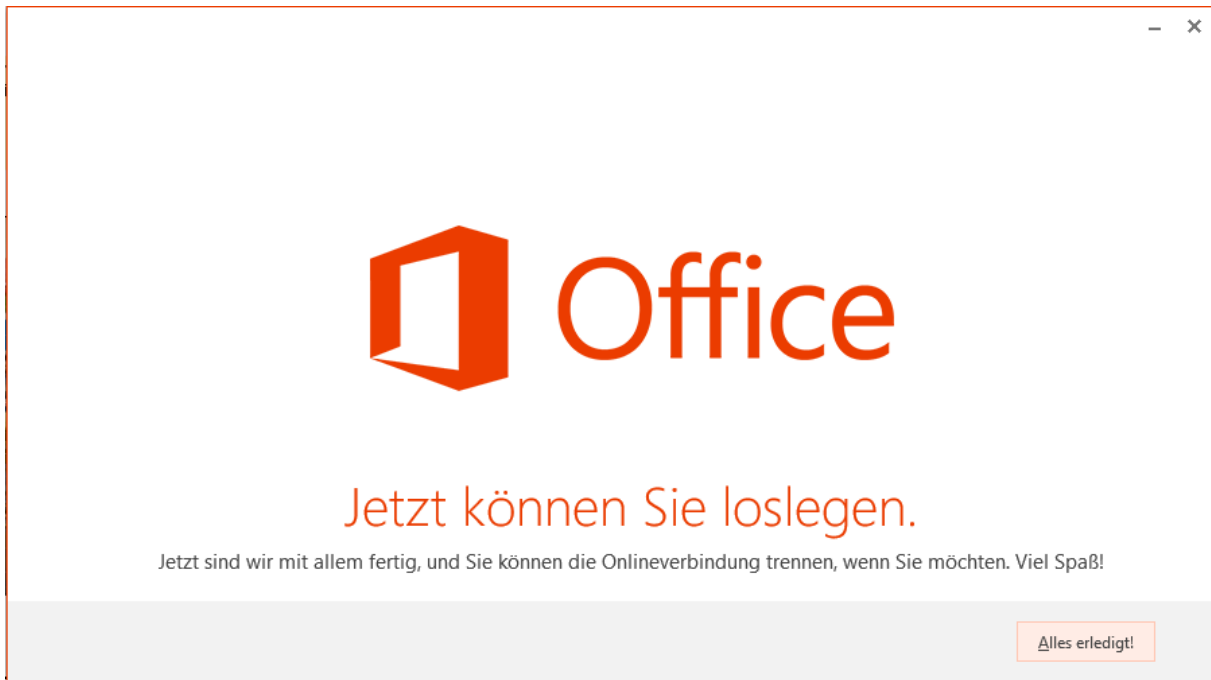 Office
Jetzt können Sie loslegen.
Jetzt sind wir mit allem fertig, und Sie können die Onlineverbindung trennen, wenn Sie möchten. Viel Spaß!
Alles erledigt!